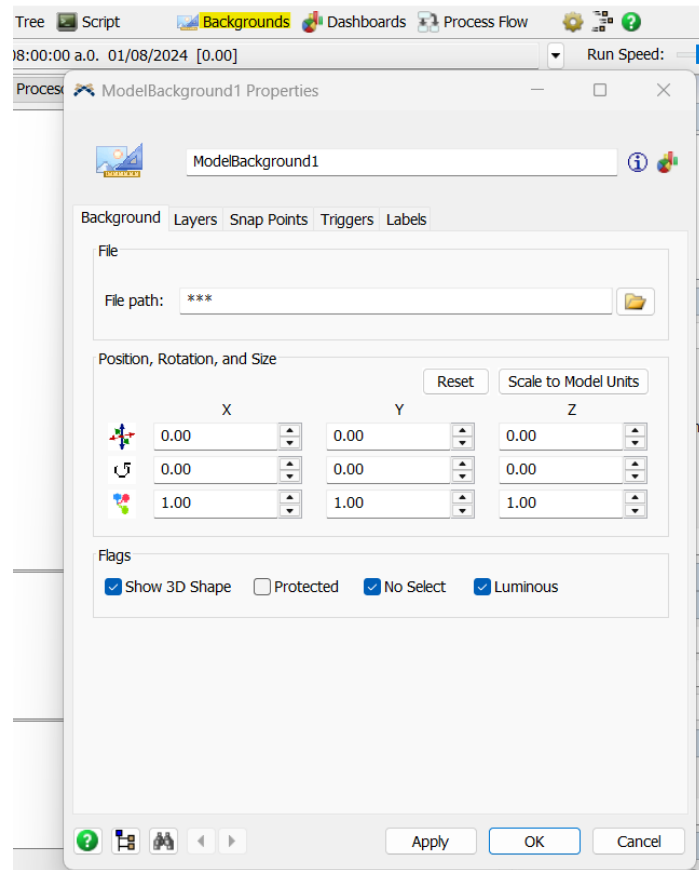 Tree Script Backgrounds Dashboards Process Flow
08:00:00 a.0. 01/08/2024 [0.00] Run Speed:
Proces
ModelBackground1 Properties
ModelBackground1
Background Layers Snap Points Triggers Labels
File
File path: ***
Position, Rotation, and Size
Reset Scale to Model Units
X Y Z
0.00 0.00 0.00
0.00 0.00 0.00
1.00 1.00 1.00
Flags
Show 3D Shape Protected No Select Luminous
Apply OK Cancel